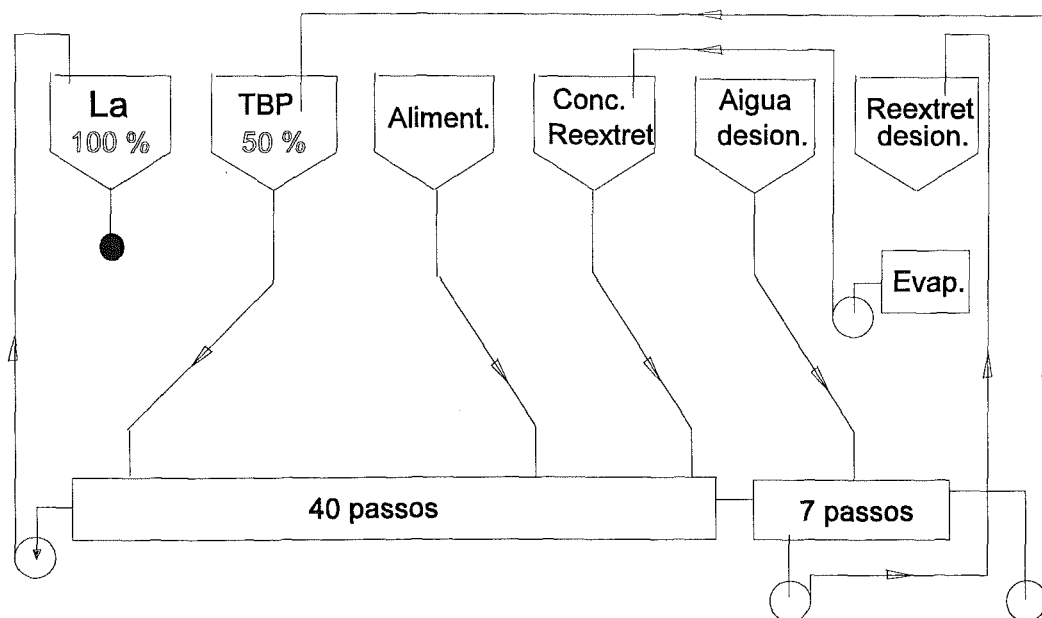 La
100 %
TBP
50 %
Aliment.
Conc.
Reextret
Aigua
desion.
Reextret
desion.
Evap.
40 passos
7 passos